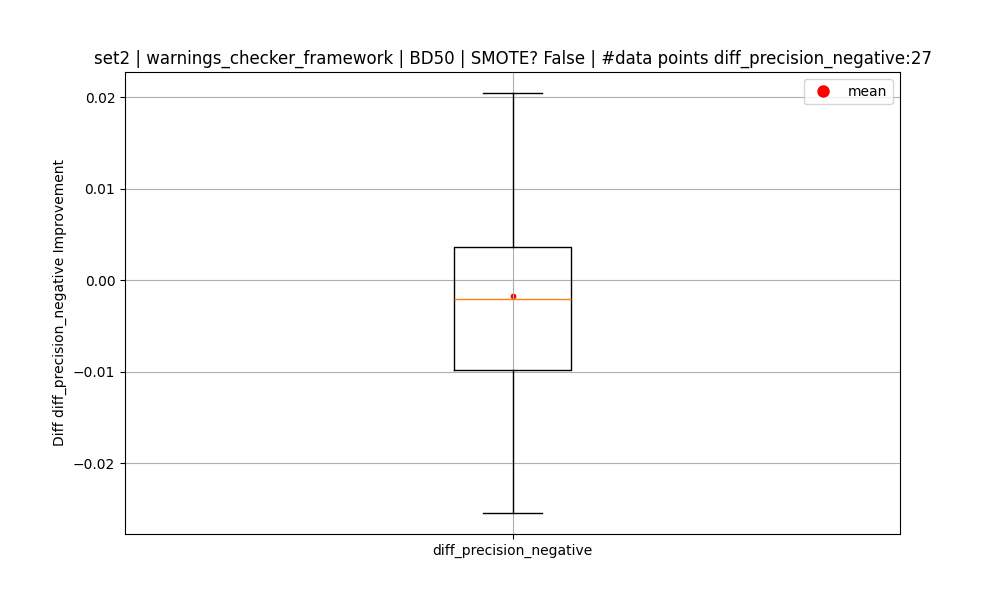 set2 | warnings_checker_framework | BD50 | SMOTE? False | #data points diff_precision_negative:27
mean
0.02
0.01
0.00
−0.01
−0.02
Diff diff_precision_negative Improvement
diff_precision_negative